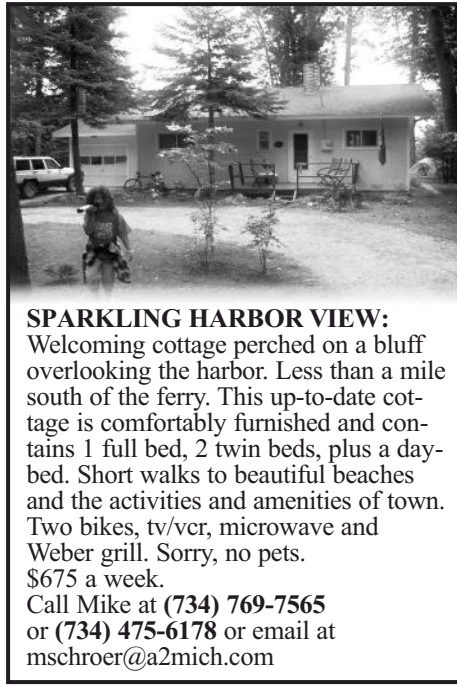 SPARKLING HARBOR VIEW:
Welcoming cottage perched on a bluff
overlooking the harbor. Less than a mile
south of the ferry. This up-to-date cot-
tage is comfortably furnished and con-
tains 1 full bed, 2 twin beds, plus a day-
bed. Short walks to beautiful beaches
and the activities and amenities of town.
Two bikes, tv/vcr, microwave and
Weber grill. Sorry, no pets.
$675 a week.
Call Mike at (734) 769-7565
or (734) 475-6178 or email at
mschroer@a2mich.com